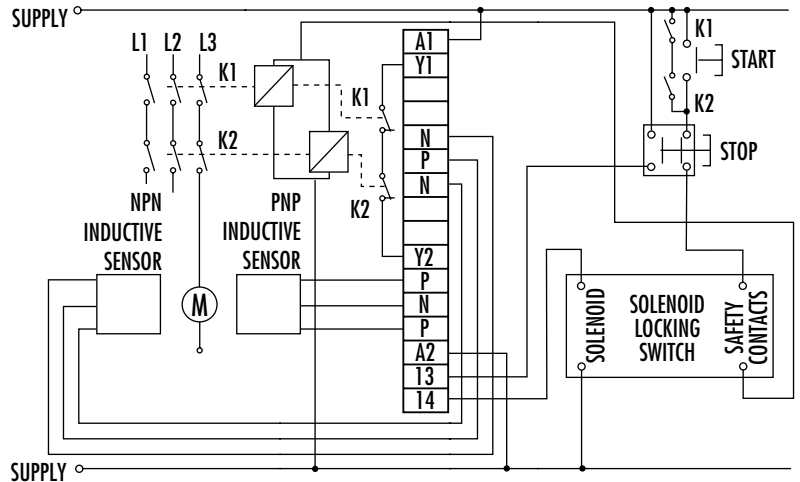 SUPPLY
L1 L2 L3
K1
K2
NPN
INDUCTIVE
SENSOR
M
PNP
INDUCTIVE
SENSOR
K1
K2
A1
Y1
N
P
N
Y2
P
N
P
A2
13
14
K1
START
K2
STOP
SOLENOID
SOLENOID
LOCKING
SWITCH
SAFETY
CONTACTS
SUPPLY